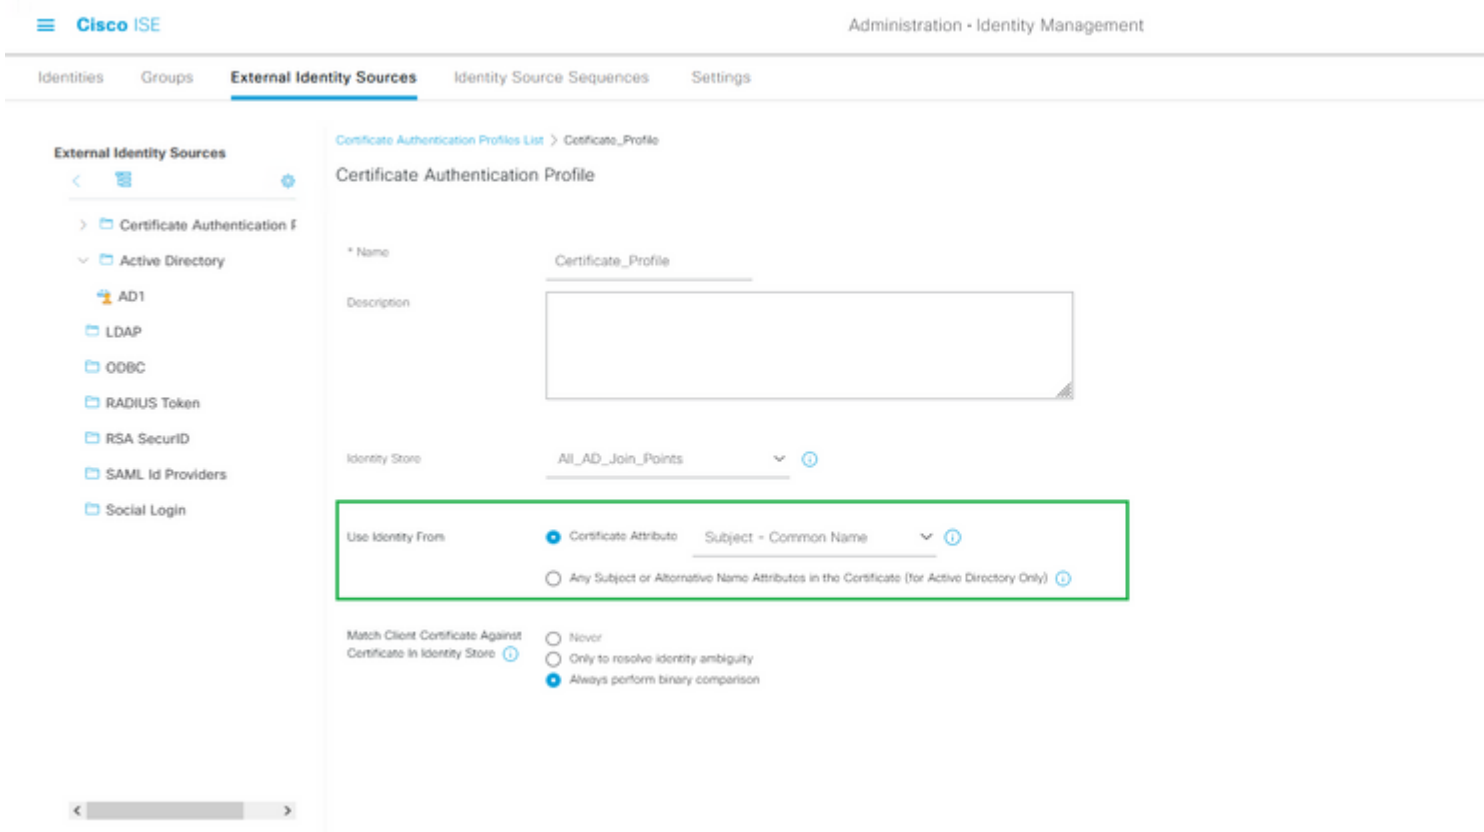 Cisco ISE
Administration · Identity Management
Identities Groups External Identity Sources Identity Source Sequences Settings
External Identity Sources
Certificate Authentication P
Active Directory
AD1
LDAP
ODBC
RADIUS Token
RSA SecurID
SAML Id Providers
Social Login
Certificate Authentication Profiles List > Cetificate_Profile
Certificate Authentication Profile
* Name
Certificate_Profile
Description
Identity Store All_AD_Join_Points
Use Identity From Certificate Attribute Subject - Common Name
Any Subject or Alternative Name Attributes in the Certificate (for Active Directory Only)
Match Client Certificate Against
Certificate In Identity Store
Never
Only to resolve identity ambiguity
Always perform binary comparison